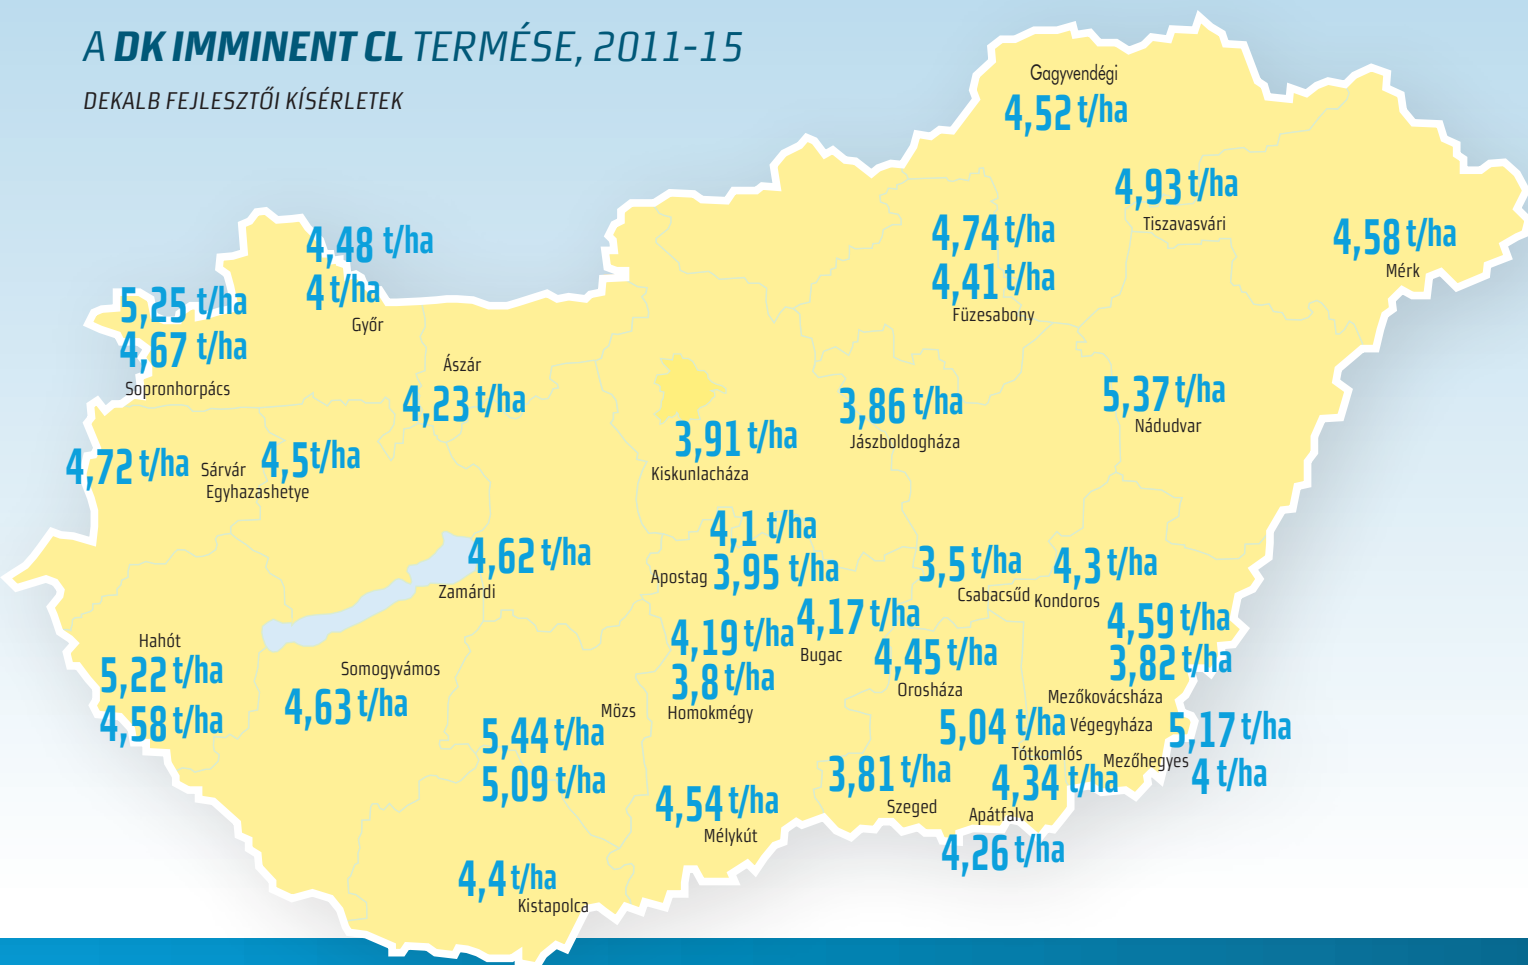 A DK IMMINENT CL TERMÉSE, 2011-15
DEKALB FEJLESZTŐI KÍSÉRLETEK
Gagyvendégi
4,52 t/ha
4,93 t/ha
Tiszavasvári
4,58 t/ha
Mérk
4,74 t/ha
4,41 t/ha
Füzesabony
4,48 t/ha
4 t/ha
Győr
5,25 t/ha
4,67 t/ha
Sopronhorpács
Ászár
4,23 t/ha
3,86 t/ha
Jászboldogháza
5,37 t/ha
Nádudvar
3,91 t/ha
Kiskunlacháza
4,72 t/ha Sárvár 4,5t/ha
Egyhazashetye
4,62 t/ha
Zamárdi
4,1 t/ha
Apostag 3,95 t/ha
3,5 t/ha
Csabacsűd
4,3 t/ha
Kondoros
4,17 t/ha
Bugac
4,19 t/ha
3,8 t/ha
Homokmégy
4,45 t/ha
Orosháza
4,59 t/ha
3,82 t/ha
Mezőkovácsháza
Hahót
5,22 t/ha
4,58 t/ha
Somogyvámos
4,63 t/ha
Mözs
5,44 t/ha
5,09 t/ha
5,04 t/ha Végegyháza
Tótkomlós
4,34 t/ha
Mezőhegyes
5,17 t/ha
4 t/ha
3,81 t/ha
Szeged
Apátfalva
4,26 t/ha
4,54 t/ha
Mélykút
4,4 t/ha
Kistapolca